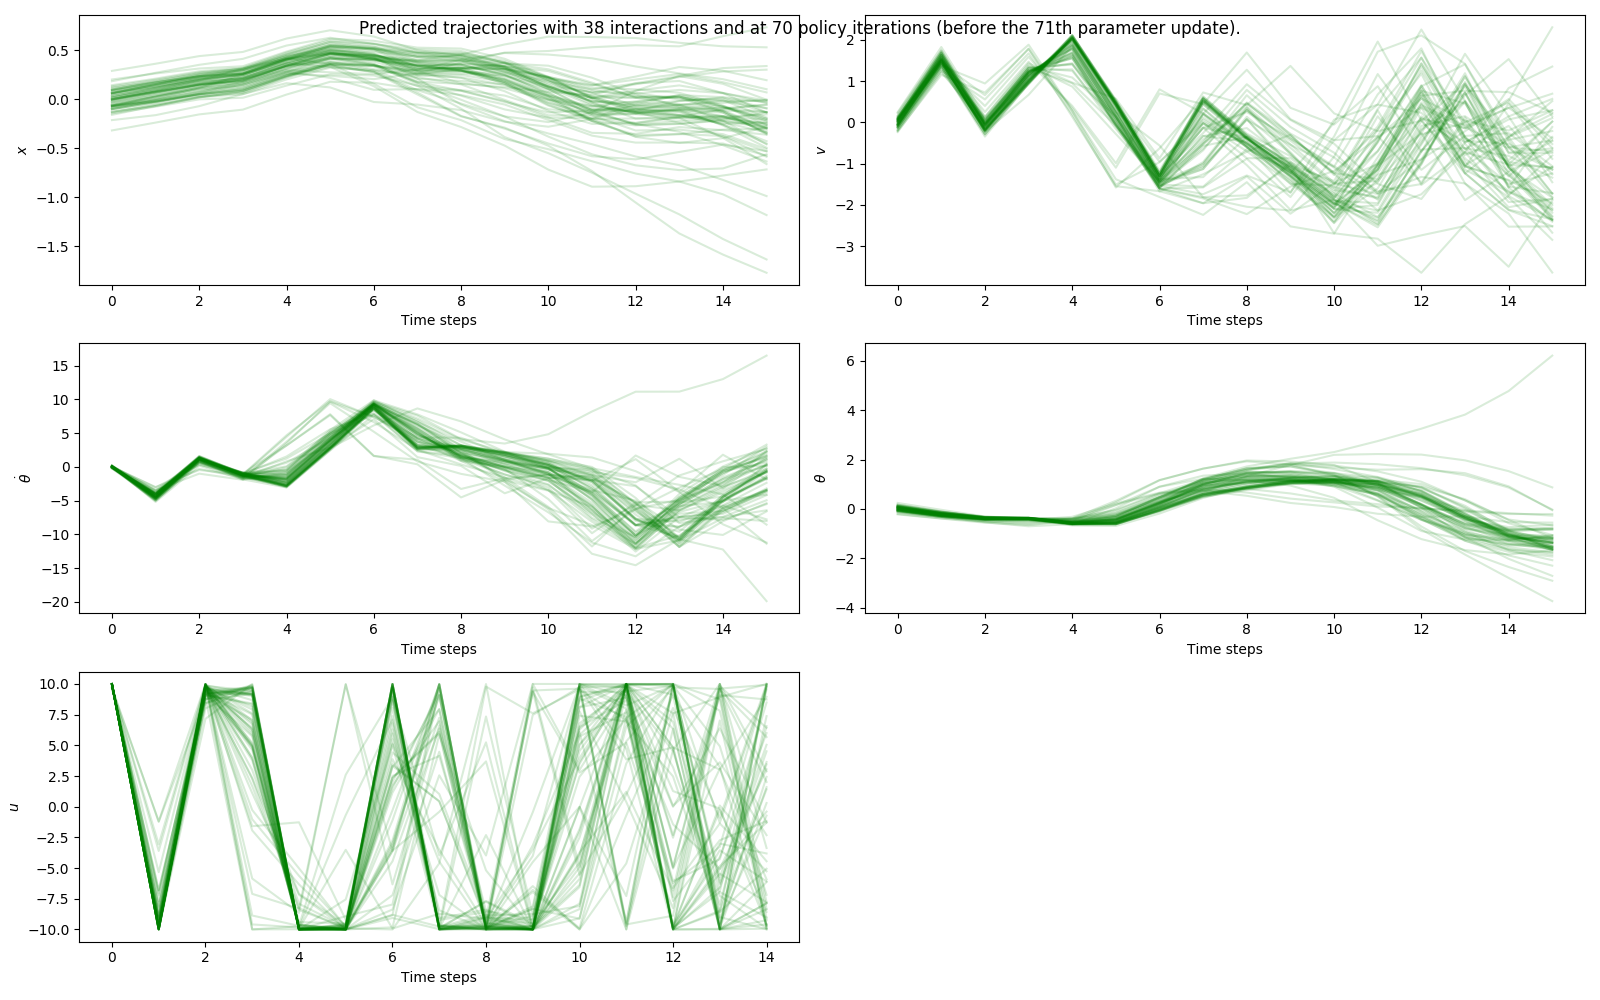 Predicted trajectories with 38 interactions and at 70 policy iterations (before the 71th parameter update).
0.5
0.0
−0.5
−1.0
−1.5
x
0 2 4 6 8 10 12 14
Time steps
2
1
0
−1
−2
−3
v
0 2 4 6 8 10 12 14
Time steps
15
10
5
0
−5
−10
−15
−20
θ̇
0 2 4 6 8 10 12 14
Time steps
6
4
2
0
−2
−4
θ
0 2 4 6 8 10 12 14
Time steps
10.0
7.5
5.0
2.5
0.0
−2.5
−5.0
−7.5
−10.0
u
0 2 4 6 8 10 12 14
Time steps